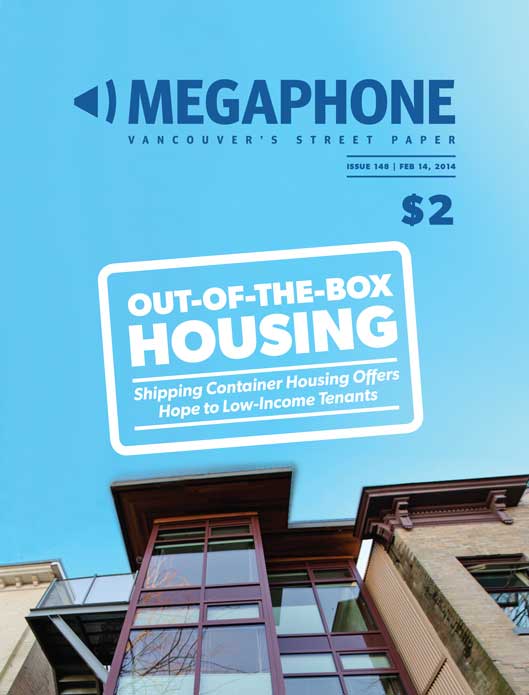 MEGAPHONE
VANCOUVER'S STREET PAPER
ISSUE 148 | FEB 14, 2014
$2
OUT-OF-THE-BOX
HOUSING
Shipping Container Housing Offers
Hope to Low-Income Tenants